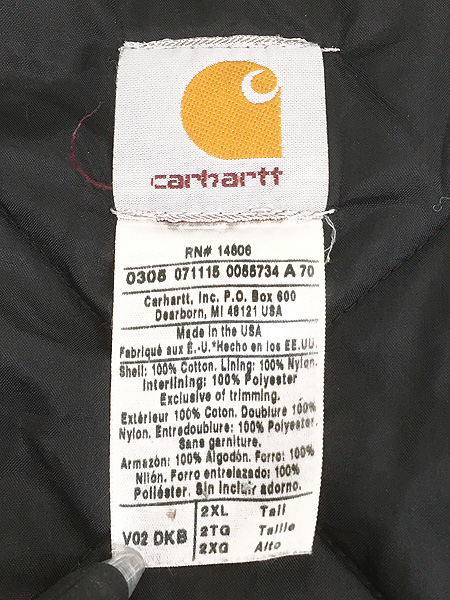 carhartt
RN# 14806
0305 071115 0055734 A 70
Carhartt, Inc. P.O. Box 600
Dearborn, MI 48121 USA
Made in the USA
Fabriqué aux É.-U.*Hecho en los EE.UU.
Shell: 100% Cotton. Lining: 100% Nylon.
Interlining: 100% Polyester
Exclusive of trimming.
Extérieur 100% Coton. Doublure 100%
Nylon. Entredoublure: 100% Polyester.
Sans garniture.
Armazón: 100% Algodón. Forro: 100%
Nilón. Forro entrelazado: 100%
Poliéster. Sin incluir adorno.
V02 DKB
2XL Tall
2TG Taille
2XG Alto